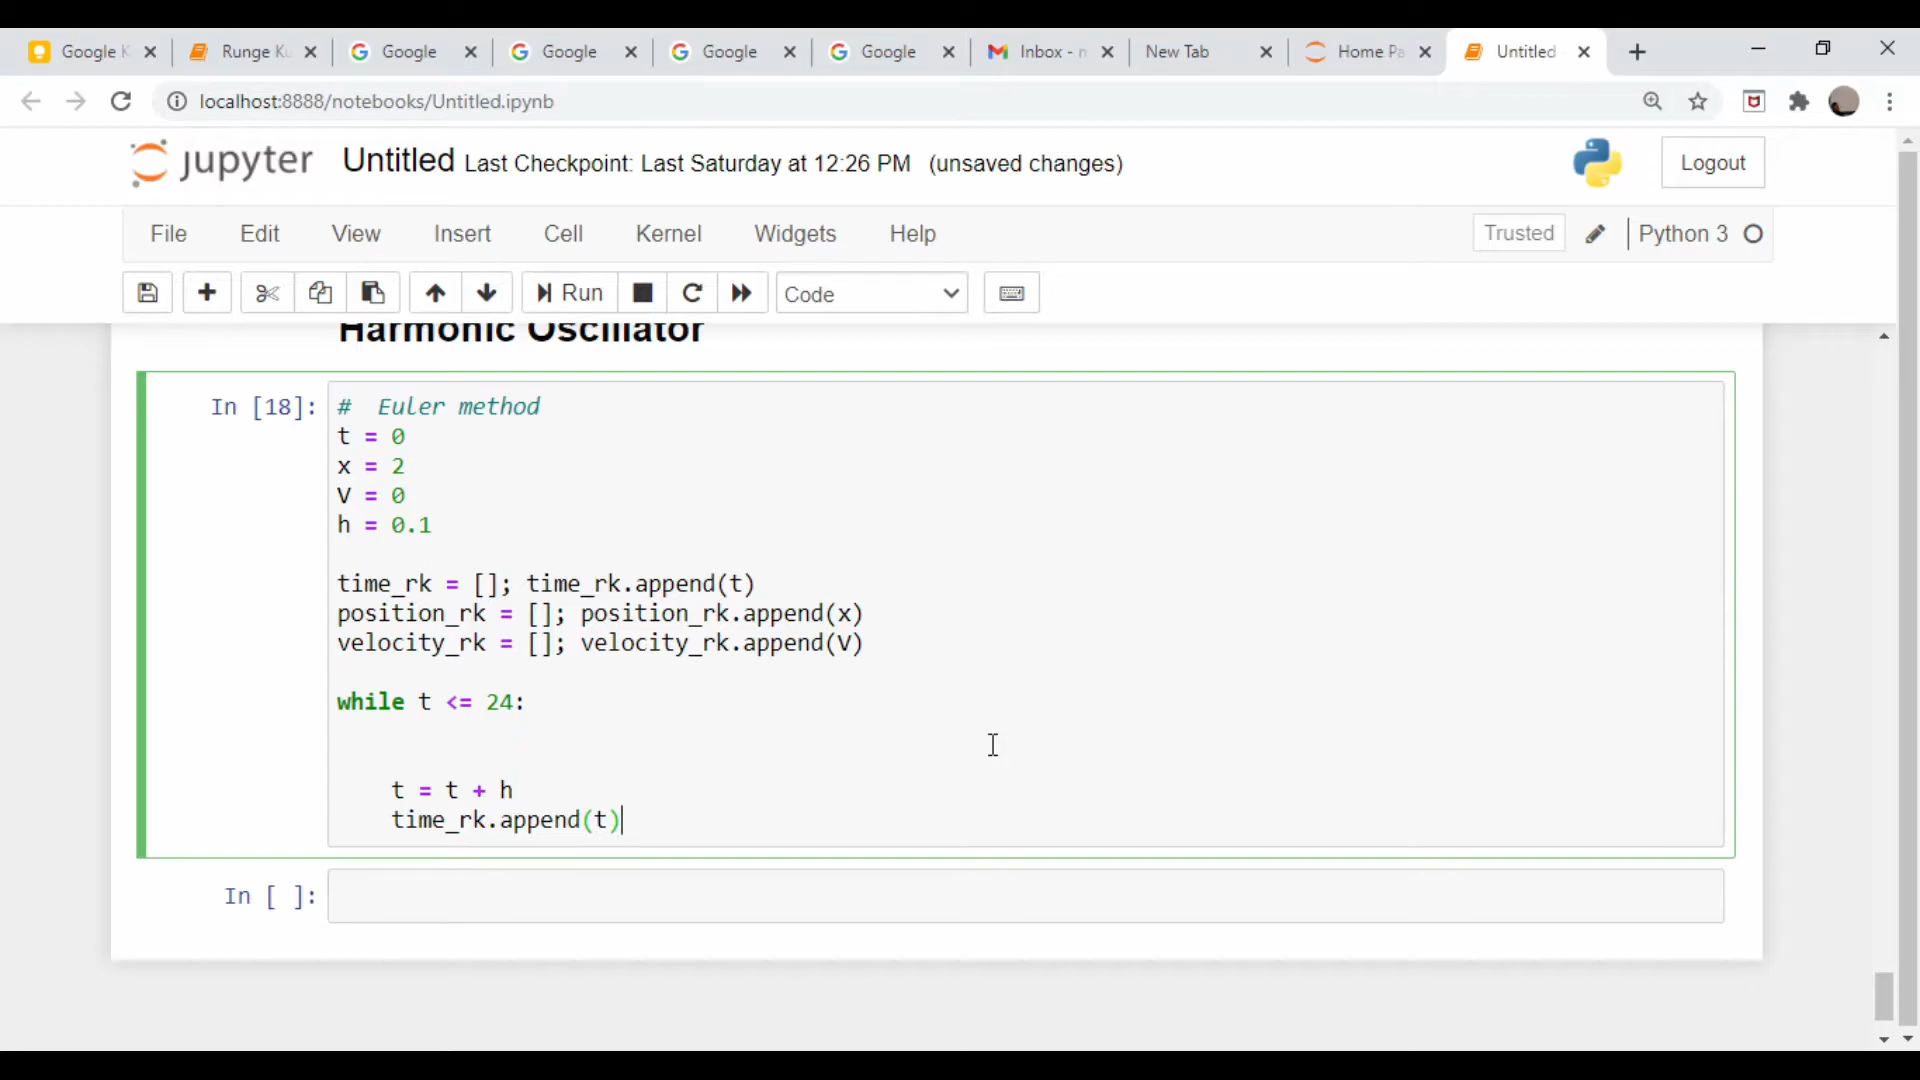 Google K
Runge Ku
Google
Google
Google
Google
Inbox - n
New Tab
Home Pa
Untitled
localhost:8888/notebooks/Untitled.ipynb
jupyter Untitled Last Checkpoint: Last Saturday at 12:26 PM (unsaved changes)
Logout
File Edit View Insert Cell Kernel Widgets Help
Trusted
Python 3
Run
Code
Harmonic Oscillator
In [18]:
# Euler method
t = 0
x = 2
V = 0
h = 0.1
time_rk = []; time_rk.append(t)
position_rk = []; position_rk.append(x)
velocity_rk = []; velocity_rk.append(V)
while t <= 24:
t = t + h
time_rk.append(t)
In [ ]: